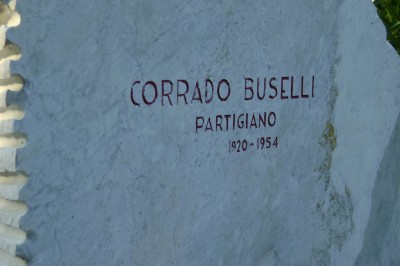 CORRADO BUSELLI
PARTIGIANO
1920-1954